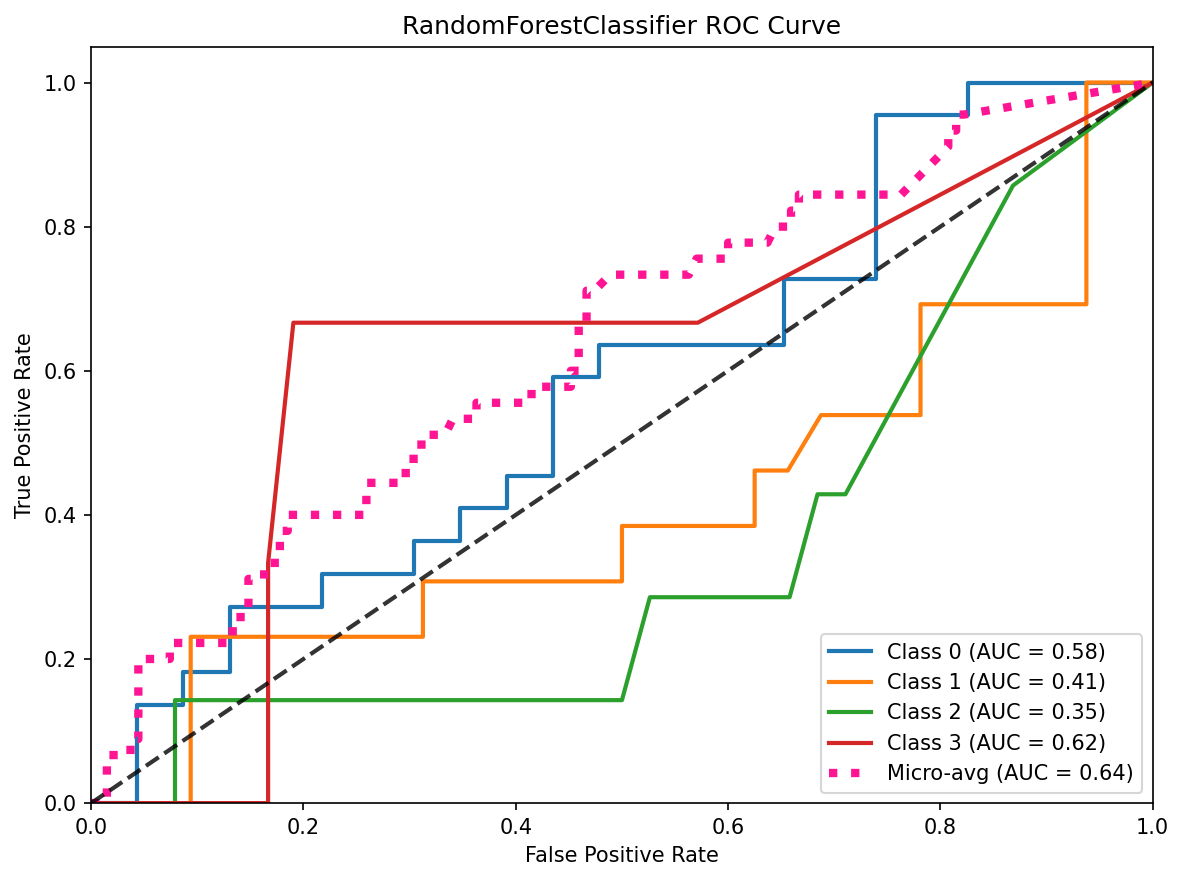 RandomForestClassifier ROC Curve
True Positive Rate
1.0
0.8
0.6
0.4
0.2
0.0
0.0 0.2 0.4 0.6 0.8 1.0
False Positive Rate
Class 0 (AUC = 0.58)
Class 1 (AUC = 0.41)
Class 2 (AUC = 0.35)
Class 3 (AUC = 0.62)
Micro-avg (AUC = 0.64)